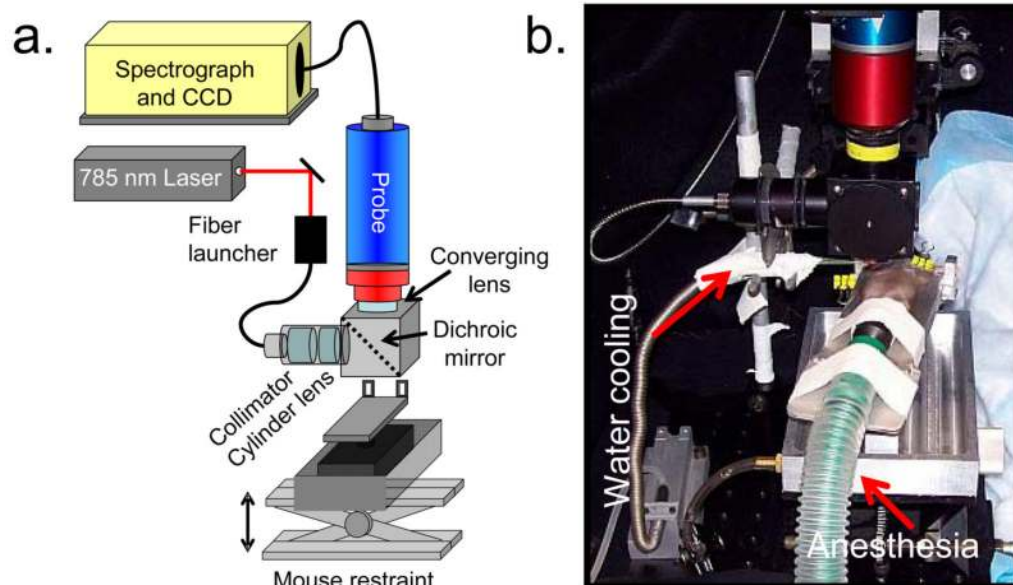 a.
Spectrograph
and CCD
785 nm Laser
Fiber
launcher
Probe
Converging
lens
Dichroic
mirror
Collimator
Cylinder lens
Mouse restraint
b.
Water cooling
Anesthesia